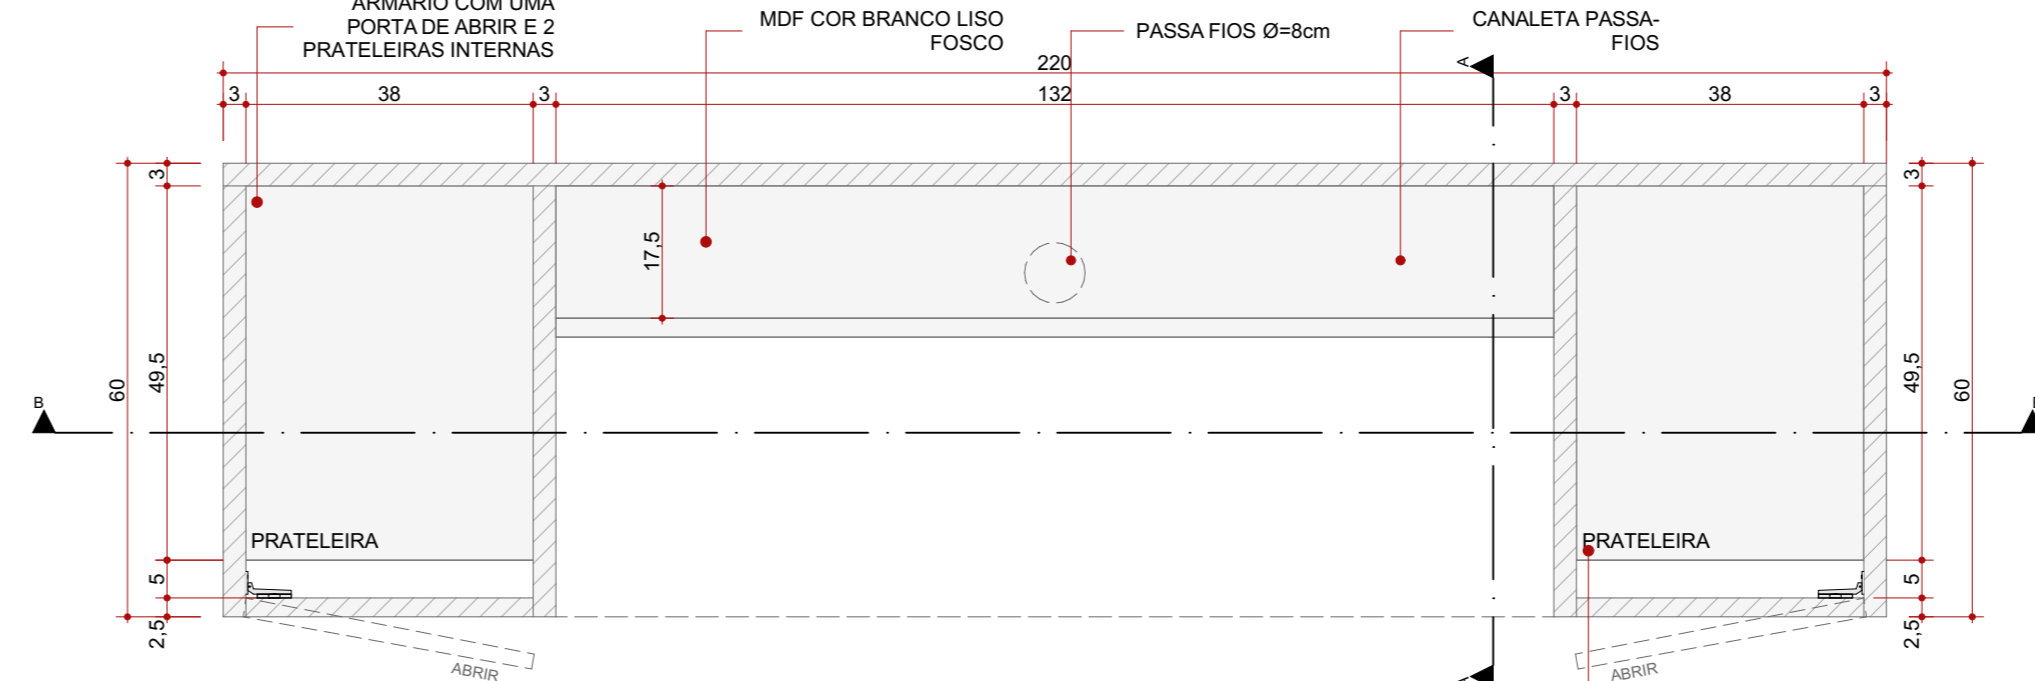 ARMÁRIO COM UMA
PORTA DE ABRIR E 2
PRATELEIRAS INTERNAS
MDF COR BRANCO LISO
FOSCO
PASSA FIOS Ø=8cm
CANALETA PASSA-
FIOS
A
220
3 38 3 132 3 38 3
3
3
17,5
49,5
49,5
60
60
B
PRATELEIRA
PRATELEIRA
5
5
2,5
2,5
ABRIR
ABRIR